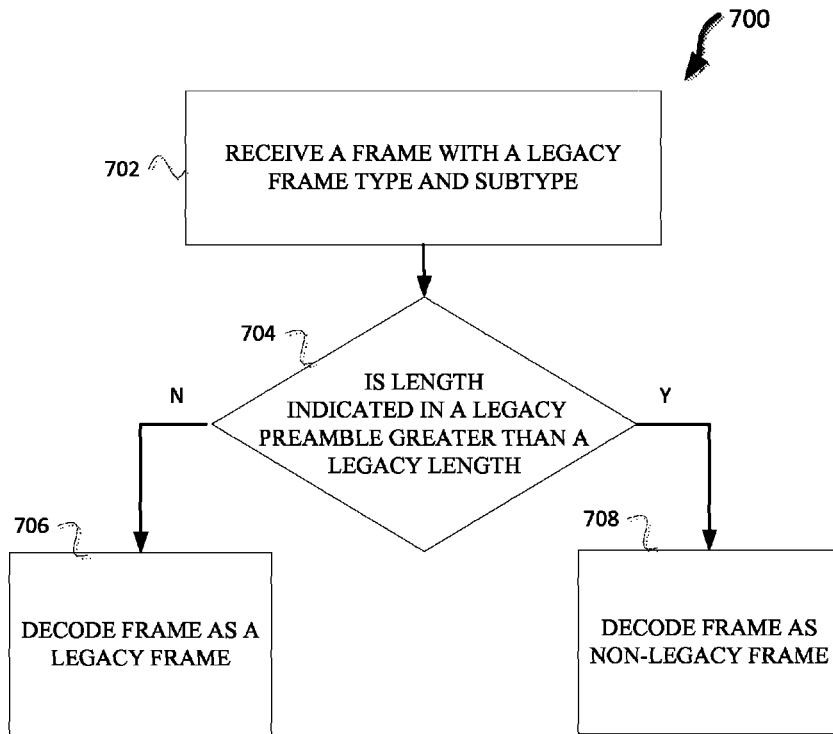 700
702
RECEIVE A FRAME WITH A LEGACY
FRAME TYPE AND SUBTYPE
704
IS LENGTH
INDICATED IN A LEGACY
PREAMBLE GREATER THAN A
LEGACY LENGTH
N
Y
706
DECODE FRAME AS A
LEGACY FRAME
708
DECODE FRAME AS
NON-LEGACY FRAME